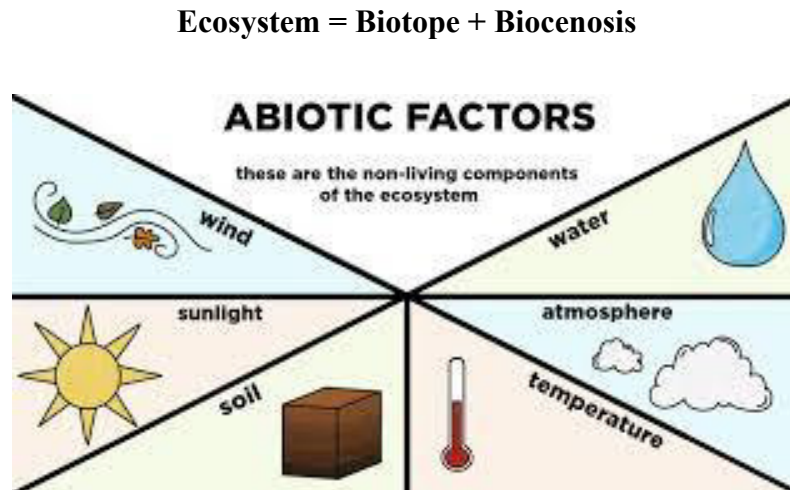 Ecosystem = Biotope + Biocenosis
ABIOTIC FACTORS
these are the non-living components
of the ecosystem
wind
water
sunlight
atmosphere
soil
temperature